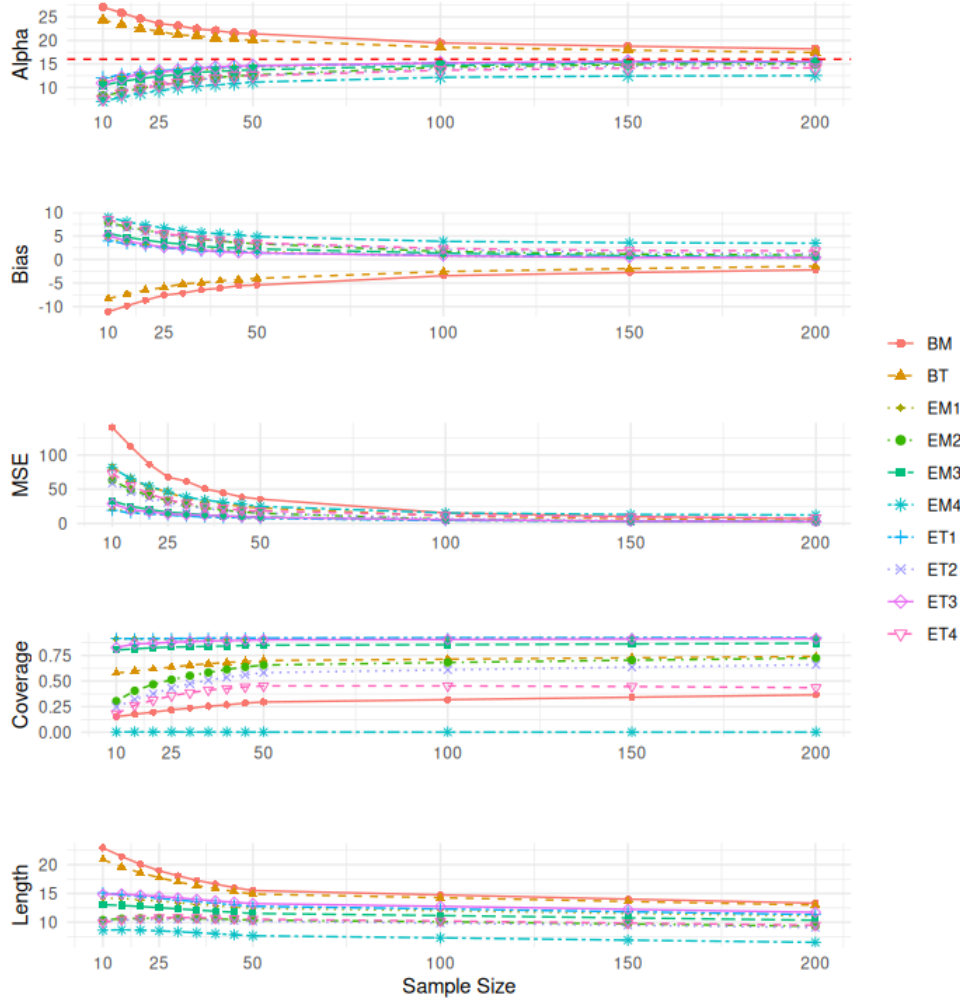 Alpha
25
20
15
10
10 25 50 100 150 200
Bias
10
5
0
-5
-10
10 25 50 100 150 200
MSE
100
50
0
10 25 50 100 150 200
Coverage
0.75
0.50
0.25
0.00
10 25 50 100 150 200
Length
20
15
10
10 25 50 100 150 200
Sample Size
BM
BT
EM1
EM2
EM3
EM4
ET1
ET2
ET3
ET4